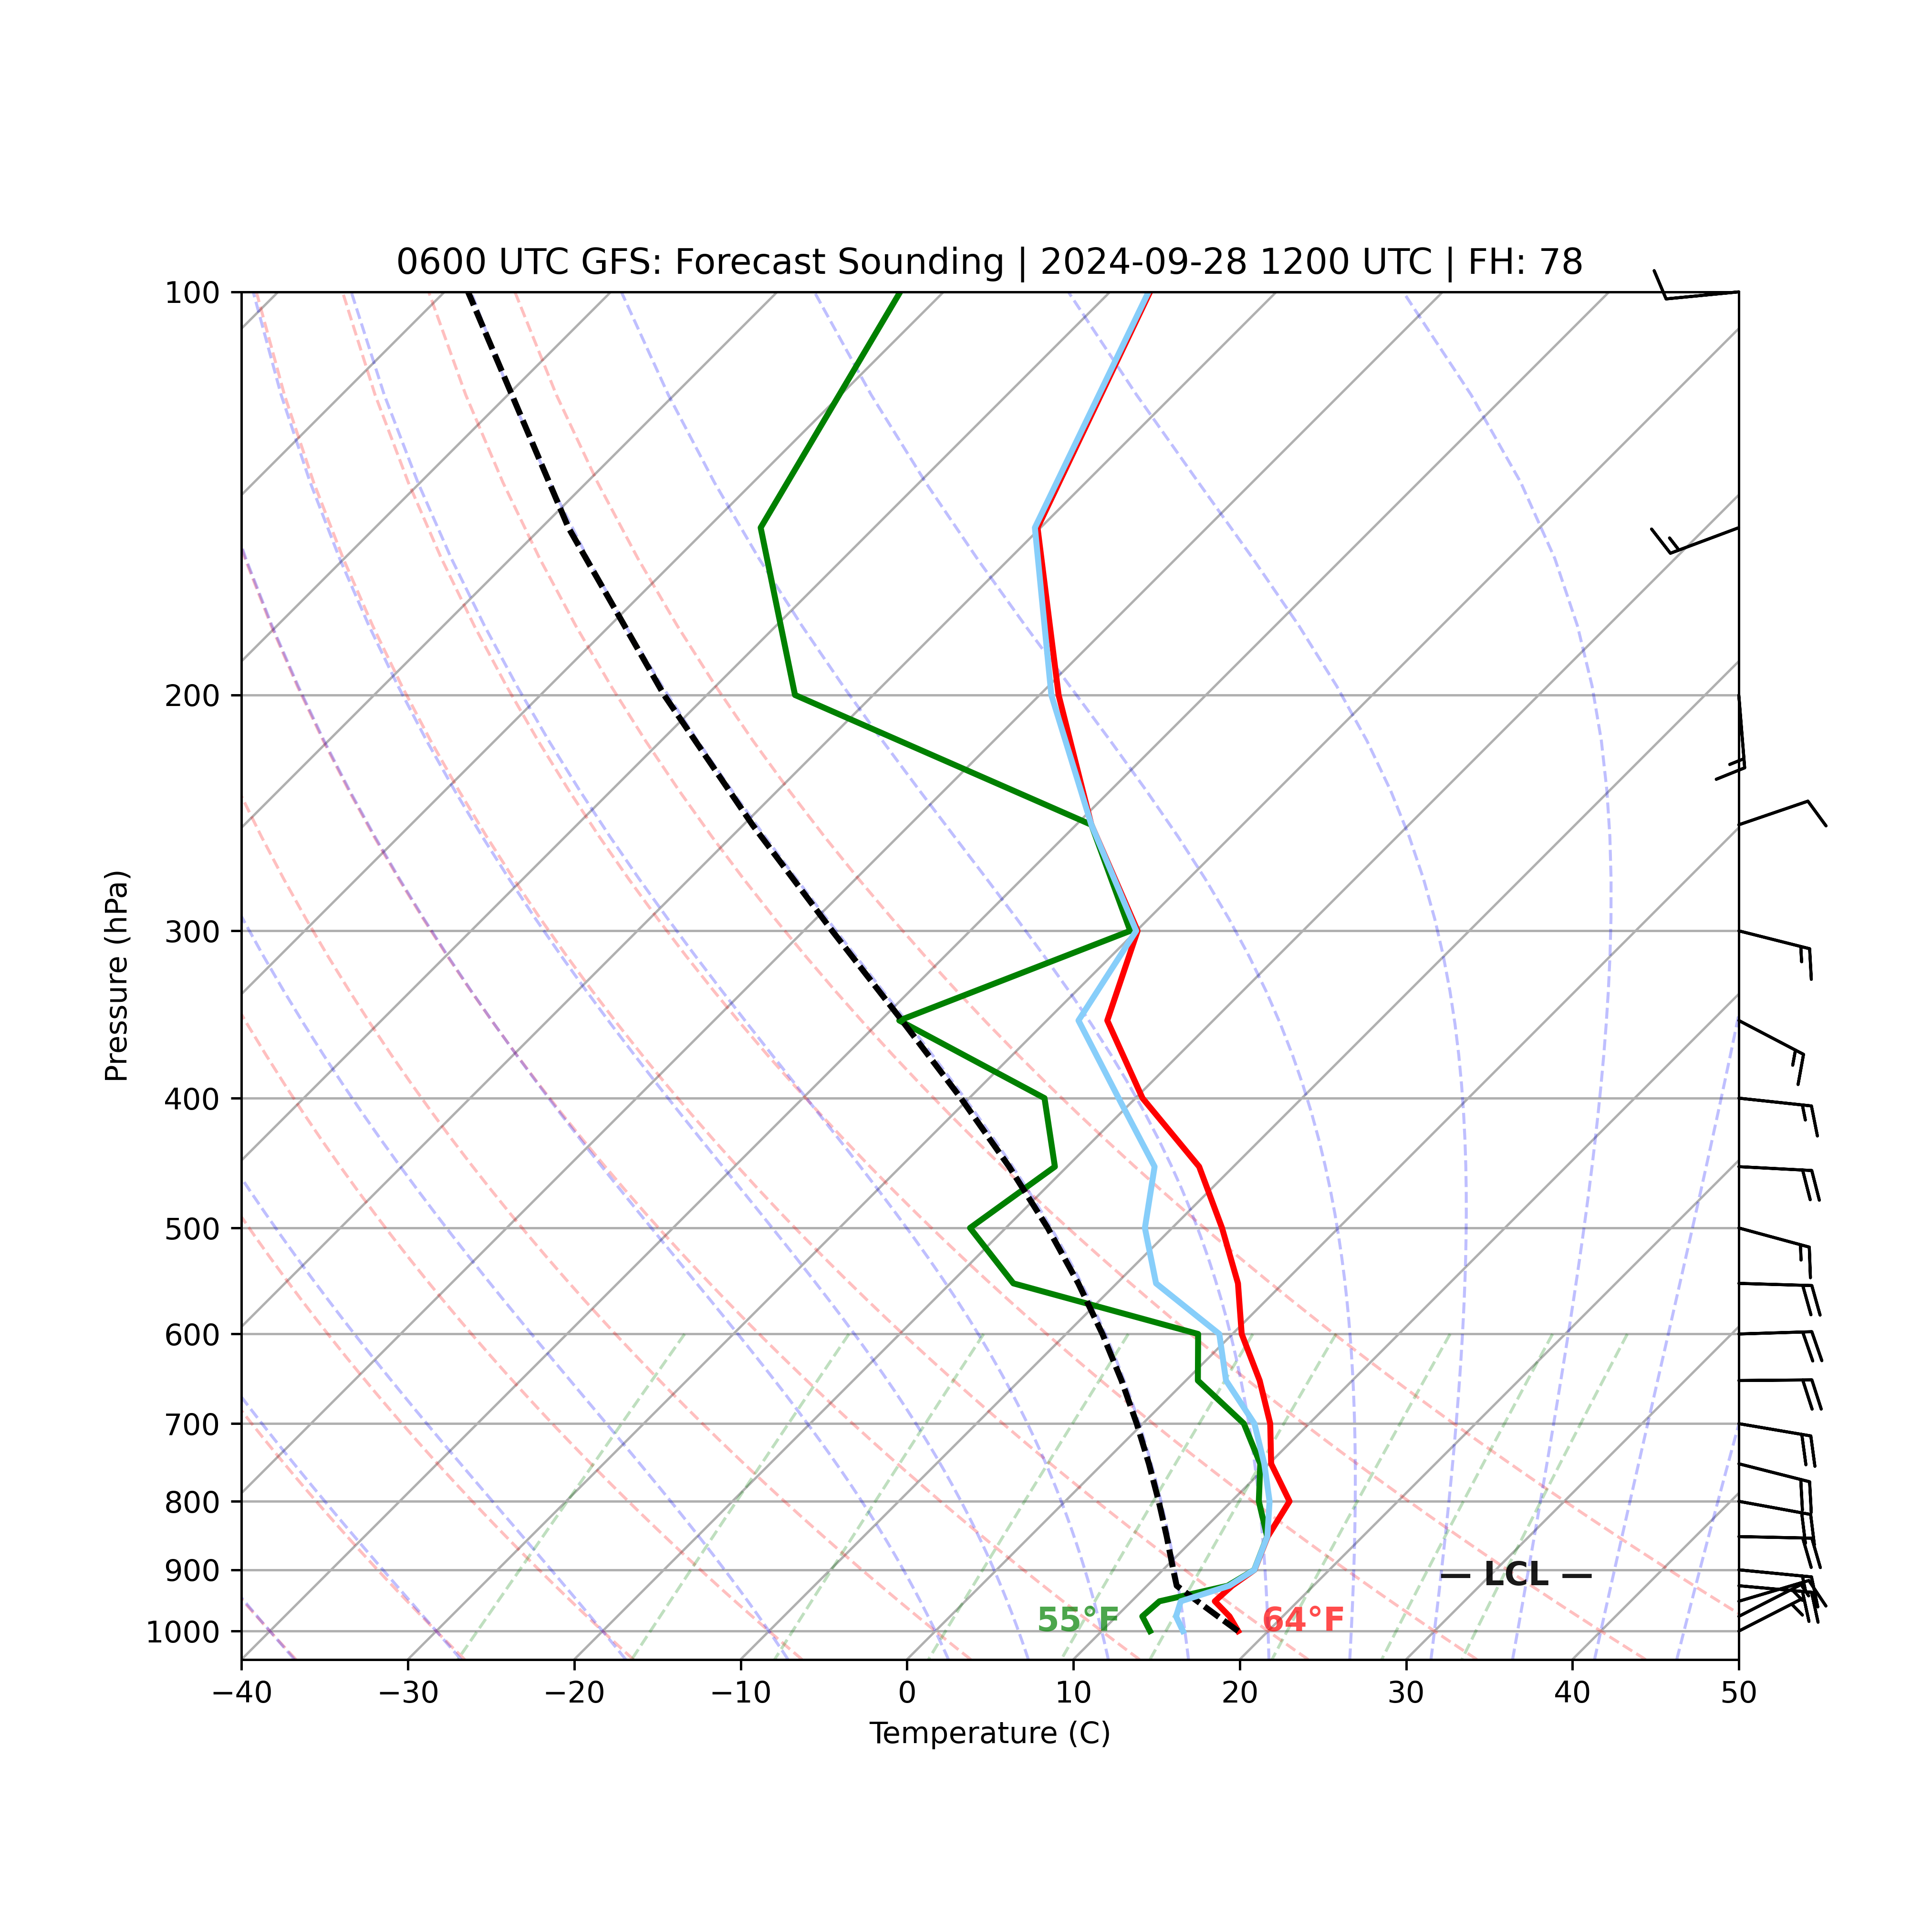 0600 UTC GFS: Forecast Sounding | 2024-09-28 1200 UTC | FH: 78
100
200
300
400
500
600
700
800
900
1000
Pressure (hPa)
— LCL —
55°F
64°F
−40 −30 −20 −10 0 10 20 30 40 50
Temperature (C)